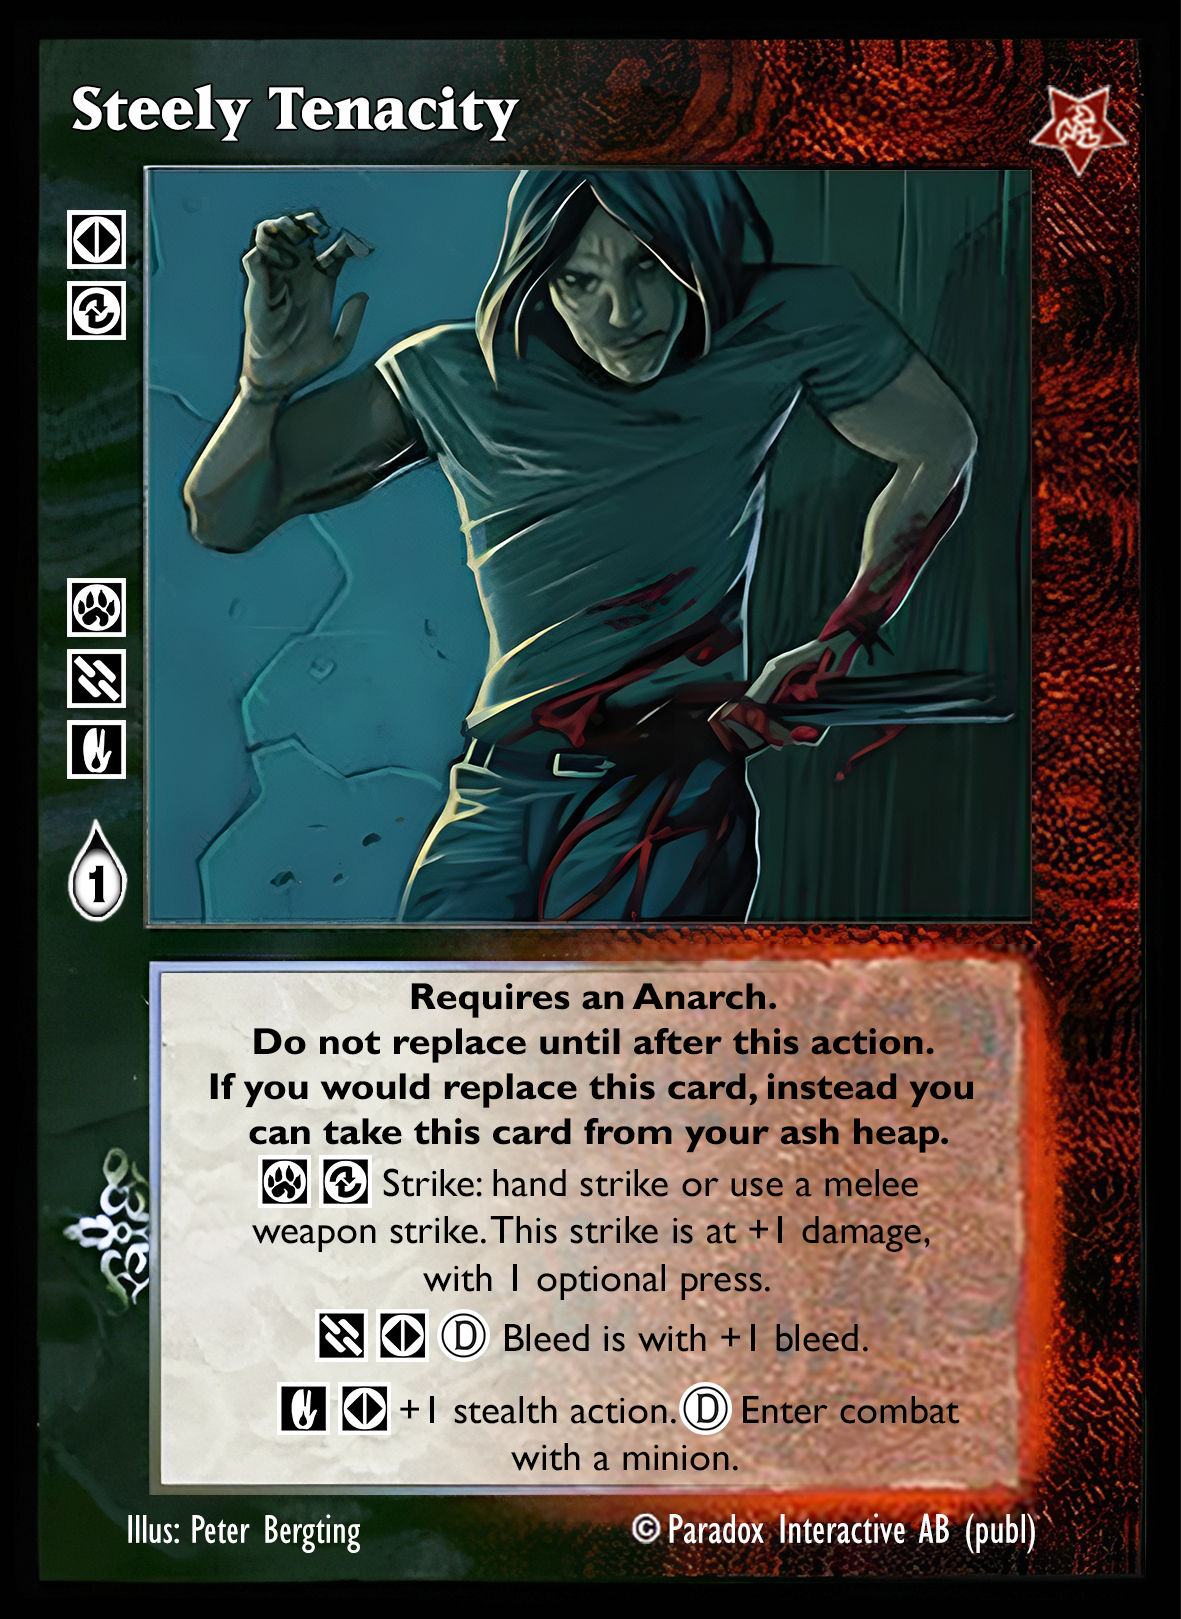 Steely Tenacity
1
Requires an Anarch.
Do not replace until after this action.
If you would replace this card, instead you
can take this card from your ash heap.
Strike: hand strike or use a melee
weapon strike. This strike is at +1 damage,
with 1 optional press.
D Bleed is with +1 bleed.
+1 stealth action. D Enter combat
with a minion.
Illus: Peter Bergting
© Paradox Interactive AB (publ)